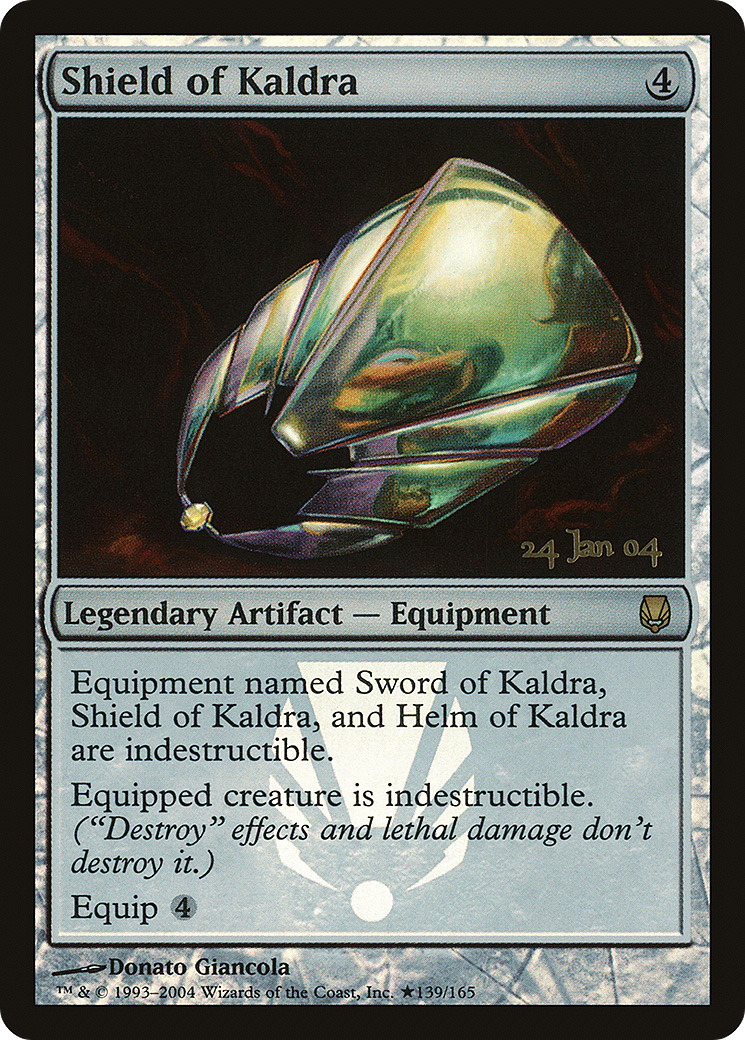 Shield of Kaldra 4
24 Jan 04
Legendary Artifact — Equipment
Equipment named Sword of Kaldra,
Shield of Kaldra, and Helm of Kaldra
are indestructible.
Equipped creature is indestructible.
(“Destroy” effects and lethal damage don’t
destroy it.)
Equip 4
Donato Giancola
™ & © 1993–2004 Wizards of the Coast, Inc. ★139/165